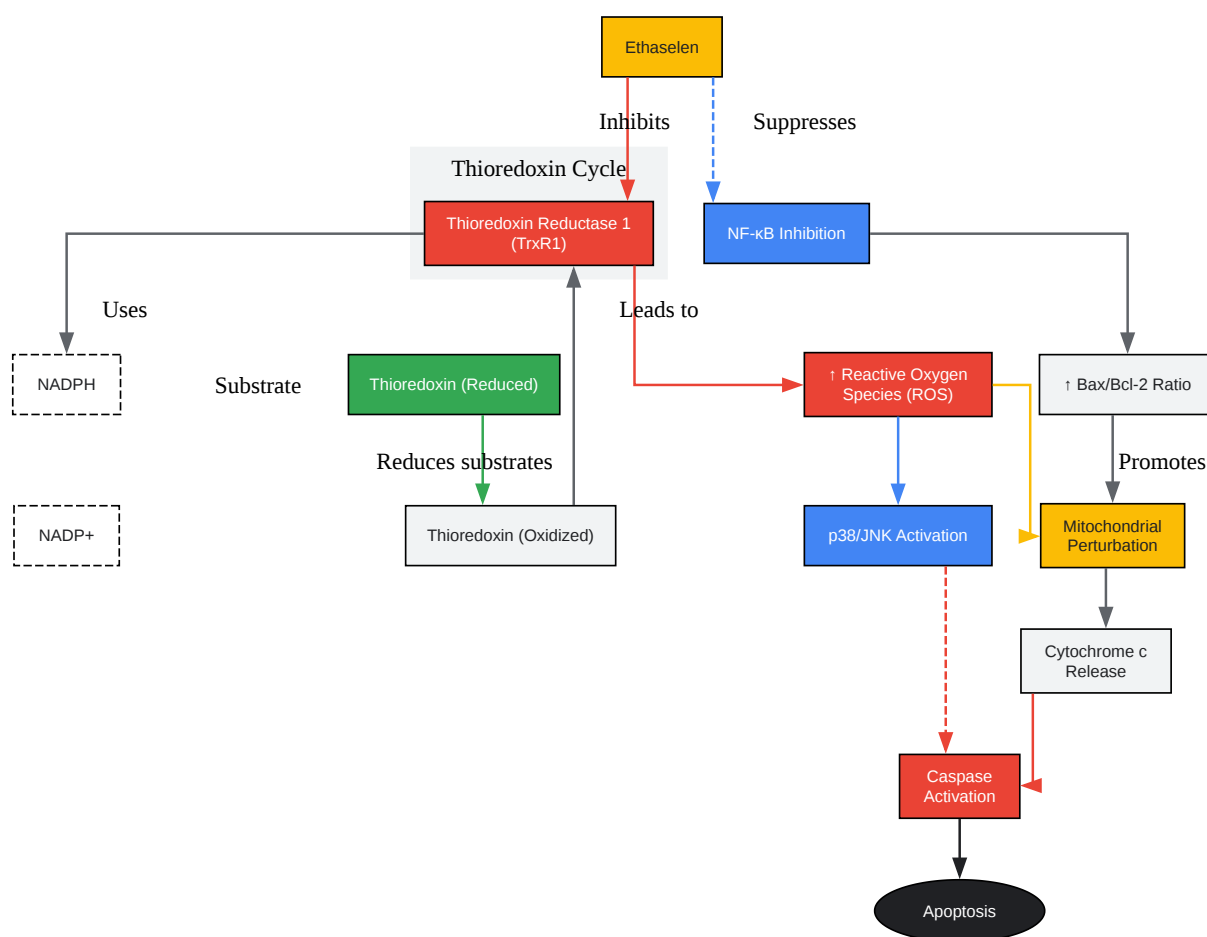 Ethaselen
Inhibits
Suppresses
Thioredoxin Cycle
Thioredoxin Reductase 1
(TrxR1)
NF-κB Inhibition
Uses
Leads to
NADPH
Substrate
Thioredoxin (Reduced)
↑ Reactive Oxygen
Species (ROS)
↑ Bax/Bcl-2 Ratio
Reduces substrates
Promotes
NADP+
Thioredoxin (Oxidized)
p38/JNK Activation
Mitochondrial
Perturbation
Cytochrome c
Release
Caspase
Activation
Apoptosis